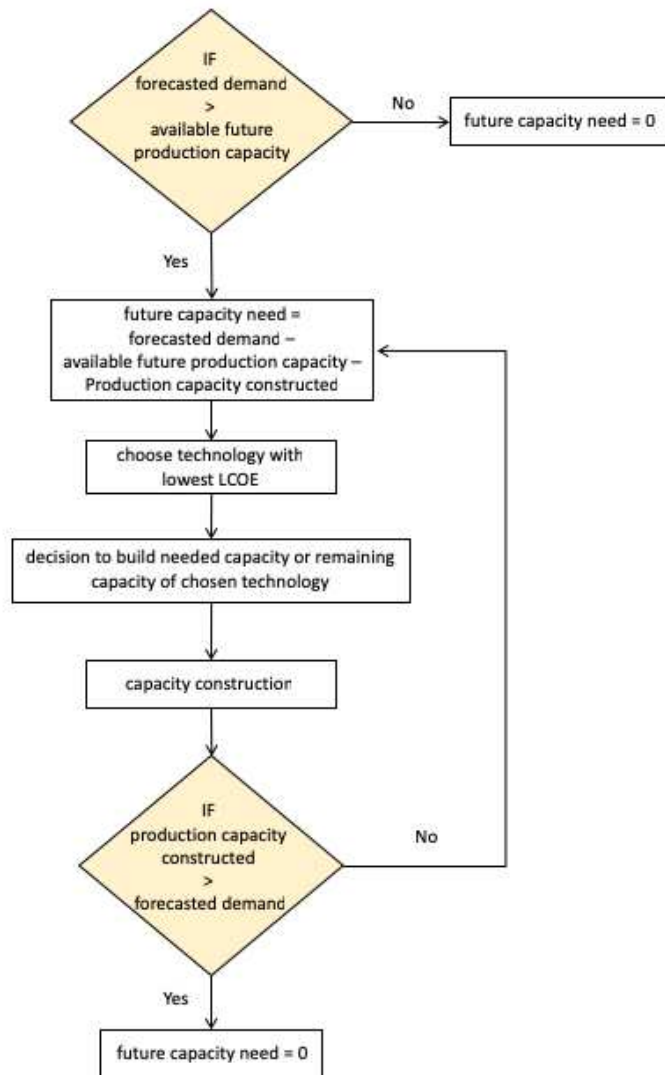 IF
forecasted demand
>
available future
production capacity
No
future capacity need = 0
Yes
future capacity need =
forecasted demand –
available future production capacity –
Production capacity constructed
choose technology with
lowest LCOE
decision to build needed capacity or remaining
capacity of chosen technology
capacity construction
IF
production capacity
constructed
>
forecasted demand
No
Yes
future capacity need = 0